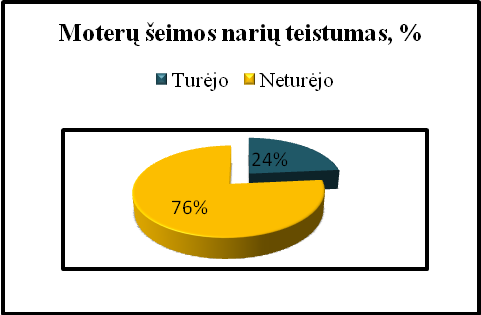 Moterų šeimos narių teistumas, %
Turėjo Neturėjo
24%
76%